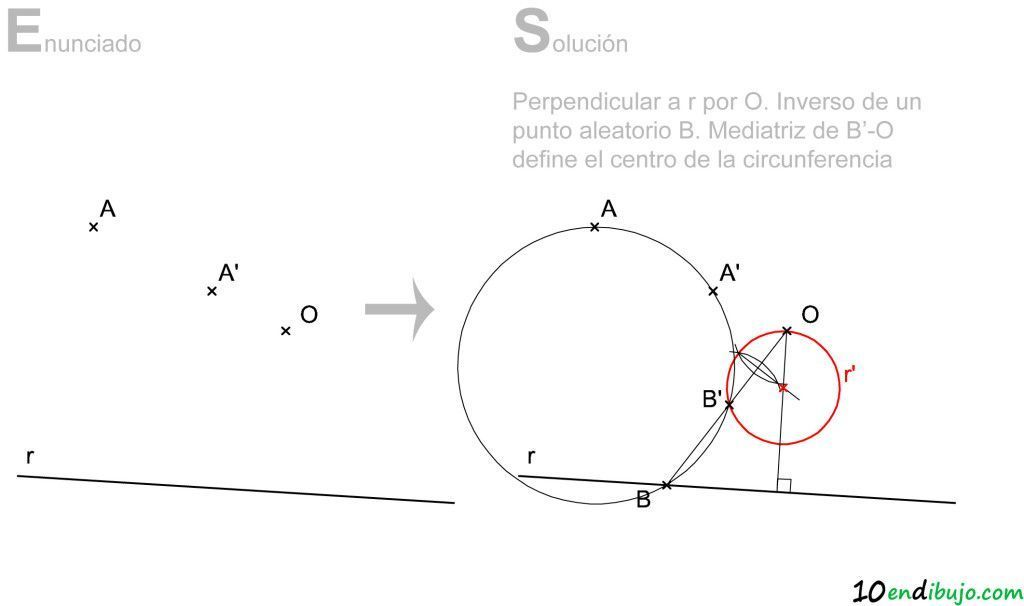 Enunciado
Solución
Perpendicular a r por O. Inverso de un
punto aleatorio B. Mediatriz de B’-O
define el centro de la circunferencia
A
A'
O
r
A
A'
O
r'
B'
r
B
10endibujo.com